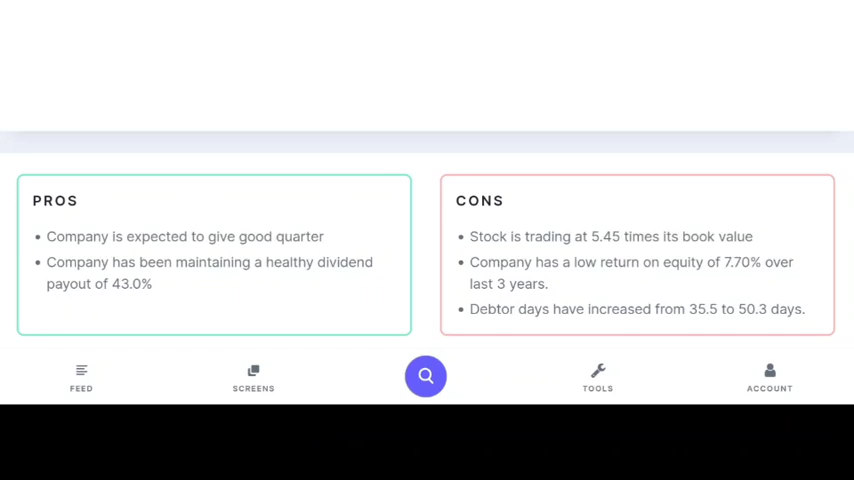 PROS
• Company is expected to give good quarter
• Company has been maintaining a healthy dividend
payout of 43.0%
CONS
• Stock is trading at 5.45 times its book value
• Company has a low return on equity of 7.70% over
last 3 years.
• Debtor days have increased from 35.5 to 50.3 days.
FEED
SCREENS
TOOLS
ACCOUNT